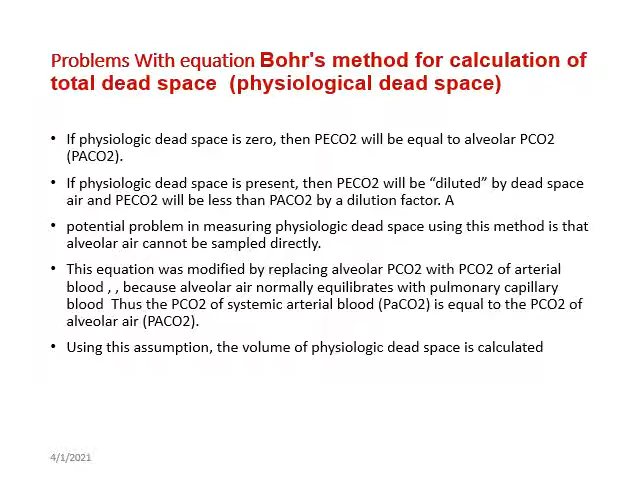 Problems With equation Bohr's method for calculation of
total dead space (physiological dead space)
• If physiologic dead space is zero, then PECO2 will be equal to alveolar PCO2
(PACO2).
• If physiologic dead space is present, then PECO2 will be “diluted” by dead space
air and PECO2 will be less than PACO2 by a dilution factor. A
• potential problem in measuring physiologic dead space using this method is that
alveolar air cannot be sampled directly.
• This equation was modified by replacing alveolar PCO2 with PCO2 of arterial
blood , , because alveolar air normally equilibrates with pulmonary capillary
blood Thus the PCO2 of systemic arterial blood (PaCO2) is equal to the PCO2 of
alveolar air (PACO2).
• Using this assumption, the volume of physiologic dead space is calculated
4/1/2021